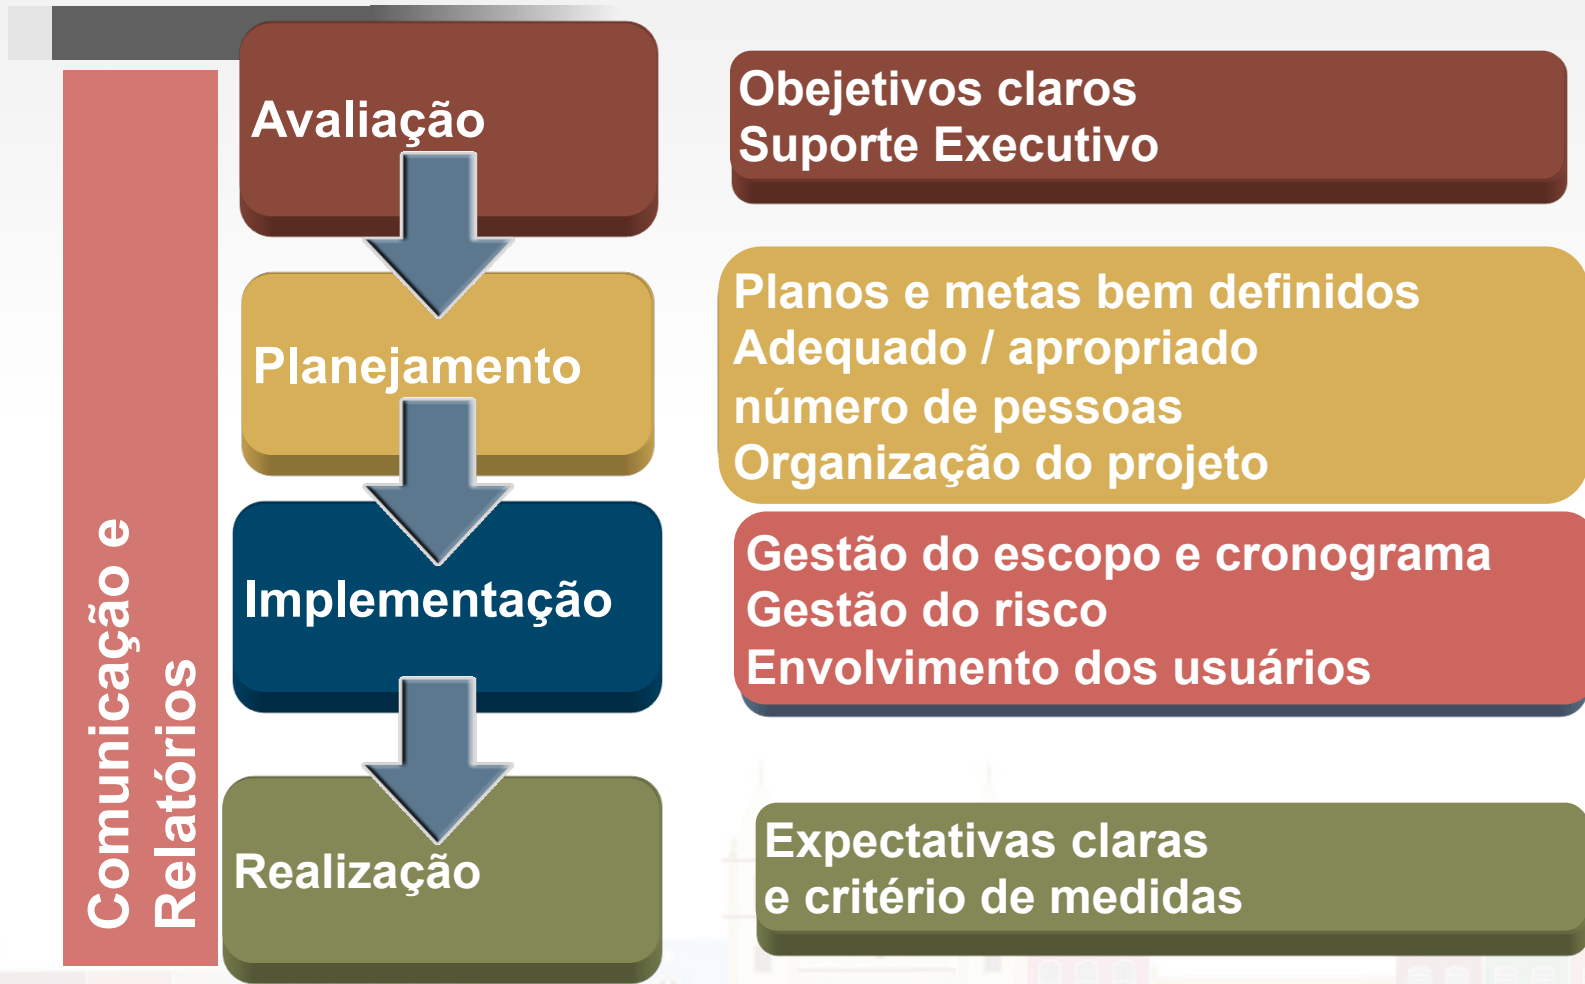 Comunicação e
Relatórios
Avaliação
Obejetivos claros
Suporte Executivo
Planejamento
Planos e metas bem definidos
Adequado / apropriado
número de pessoas
Organização do projeto
Implementação
Gestão do escopo e cronograma
Gestão do risco
Envolvimento dos usuários
Realização
Expectativas claras
e critério de medidas